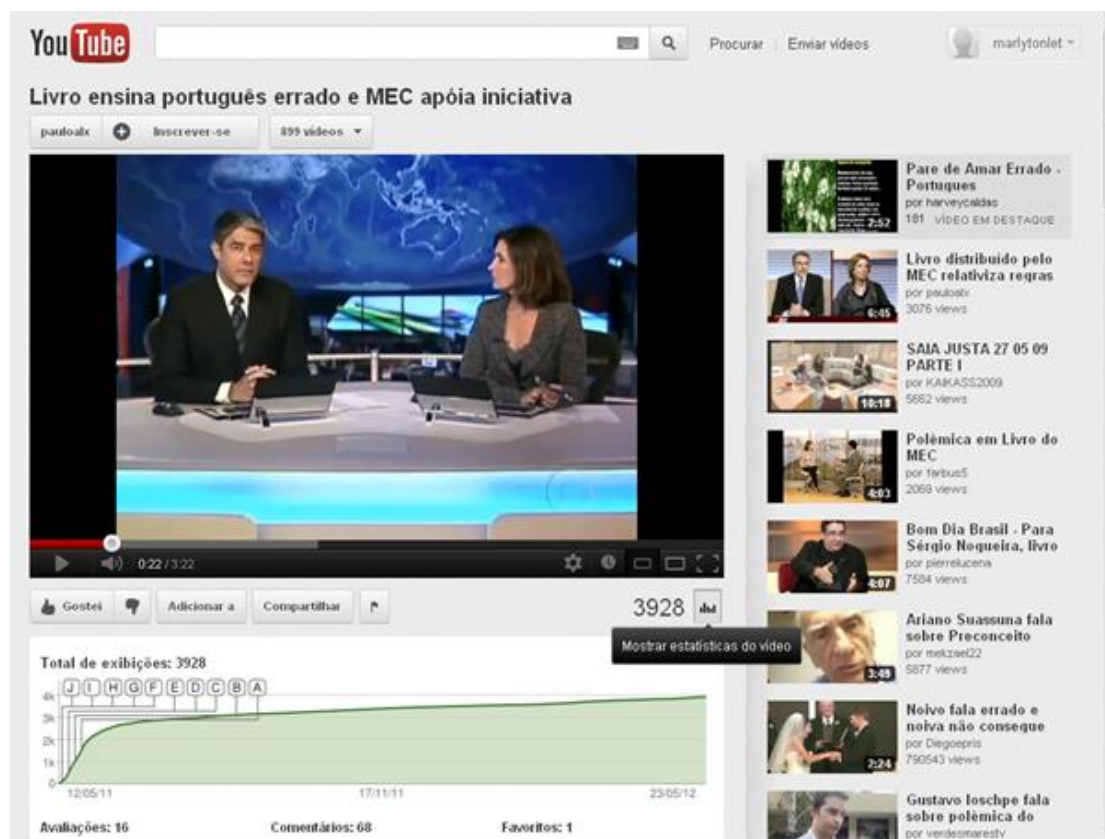 YouTube
Procurar Enviar vídeos marlytonlet
Livro ensina português errado e MEC apóia iniciativa
pauloalx Inscrever-se 899 vídeos
0:22 / 3:22
Gostei Adicionar a Compartilhar 3928
Mostrar estatísticas do vídeo
Total de exibições: 3928
J I H G F E D C B A
4k
3k
2k
1k
0
12/05/11 17/11/11 23/05/12
Avaliações: 16 Comentários: 68 Favoritos: 1
2:52
Pare de Amar Errado -
Portugues
por harveycaldas
181 VÍDEO EM DESTAQUE
6:45
Livro distribuído pelo
MEC relativiza regras
por pauloalx
3076 views
10:18
SAIA JUSTA 27 05 09
PARTE I
por KAIKASS2009
5662 views
4:03
Polêmica em Livro do
MEC
por tarbus5
2069 views
4:07
Bom Dia Brasil - Para
Sérgio Nogueira, livro
por pierrelucena
7584 views
3:49
Ariano Suassuna fala
sobre Preconceito
por mekzael22
5877 views
2:24
Noivo fala errado e
noiva não consegue
por Diegoepris
790543 views
Gustavo Ioschpe fala
sobre polêmica do
por verdesmarestv